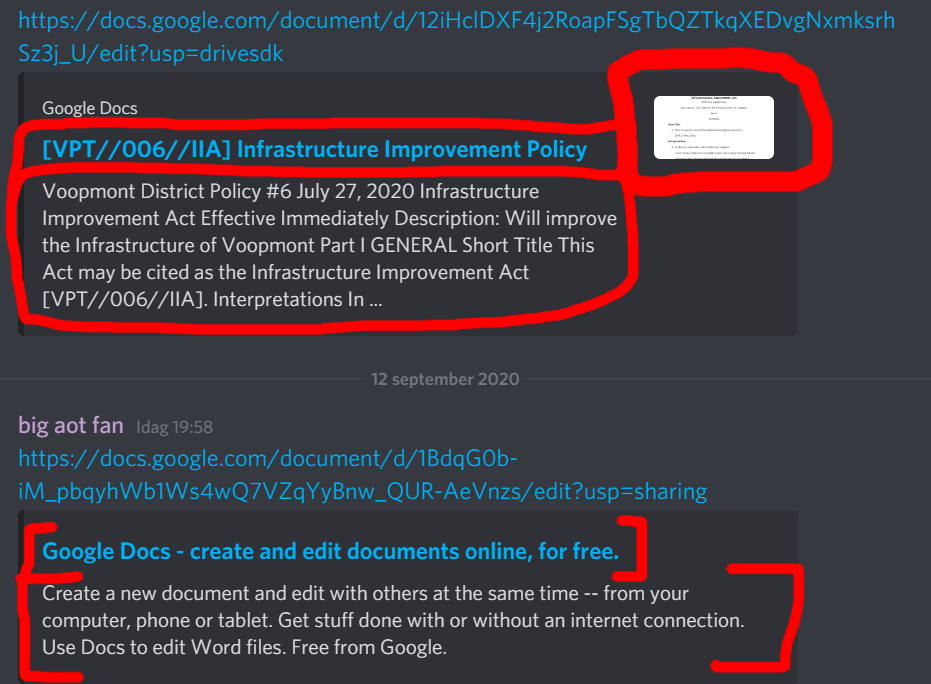 https://docs.google.com/document/d/12iHclDXF4j2RoapFSgTbQZTkqXEDvgNxmksrh
Sz3j_U/edit?usp=drivesdk
Google Docs
[VPT//006//IIA] Infrastructure Improvement Policy
Voopmont District Policy #6 July 27, 2020 Infrastructure
Improvement Act Effective Immediately Description: Will improve
the Infrastructure of Voopmont Part I GENERAL Short Title This
Act may be cited as the Infrastructure Improvement Act
[VPT//006//IIA]. Interpretations In ...
12 september 2020
big aot fan Idag 19:58
https://docs.google.com/document/d/1BdqG0b-
iM_pbqyhWb1Ws4wQ7VZqYyBnw_QUR-AeVnzs/edit?usp=sharing
Google Docs - create and edit documents online, for free.
Create a new document and edit with others at the same time -- from your
computer, phone or tablet. Get stuff done with or without an internet connection.
Use Docs to edit Word files. Free from Google.